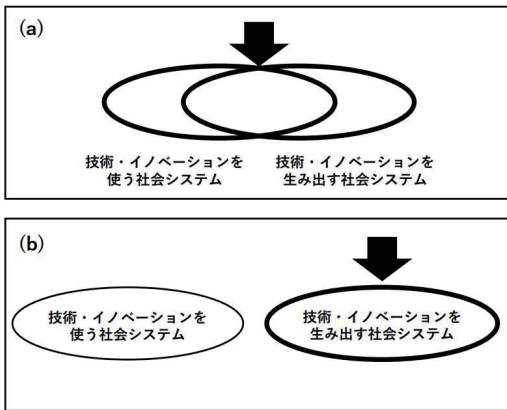 (a)
技術・イノベーションを
使う社会システム
技術・イノベーションを
生み出す社会システム
(b)
技術・イノベーションを
使う社会システム
技術・イノベーションを
生み出す社会システム